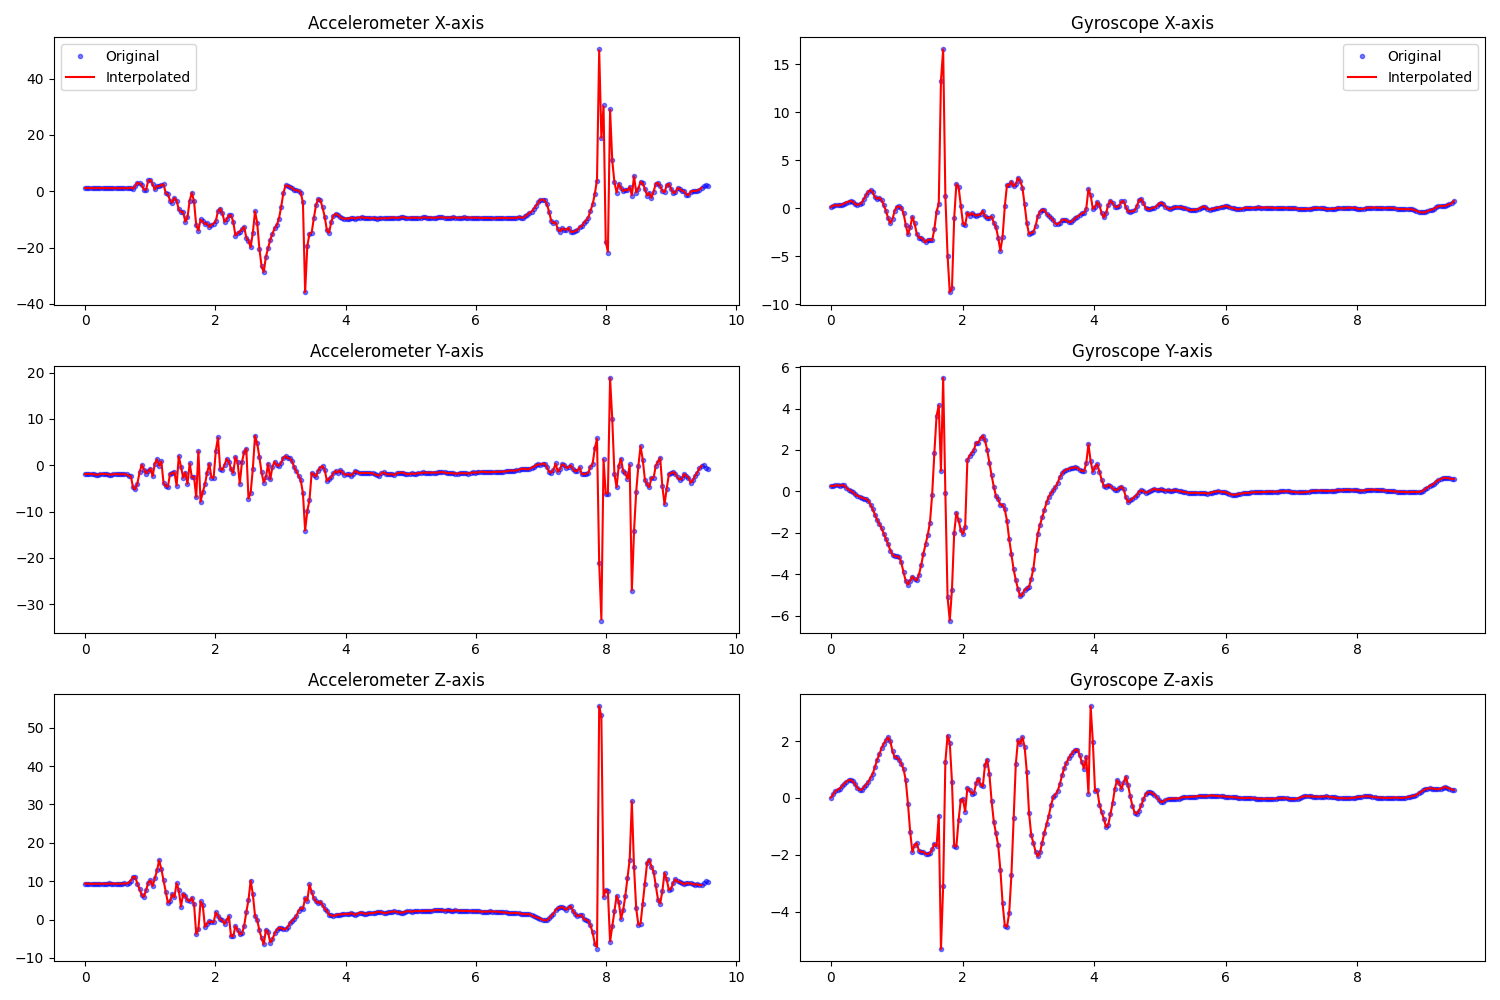 Accelerometer X-axis
Original
Interpolated
40
20
0
−20
−40
0 2 4 6 8 10
Gyroscope X-axis
Original
Interpolated
15
10
5
0
−5
−10
0 2 4 6 8
Accelerometer Y-axis
20
10
0
−10
−20
−30
0 2 4 6 8 10
Gyroscope Y-axis
6
4
2
0
−2
−4
−6
0 2 4 6 8
Accelerometer Z-axis
50
40
30
20
10
0
−10
0 2 4 6 8 10
Gyroscope Z-axis
2
0
−2
−4
0 2 4 6 8